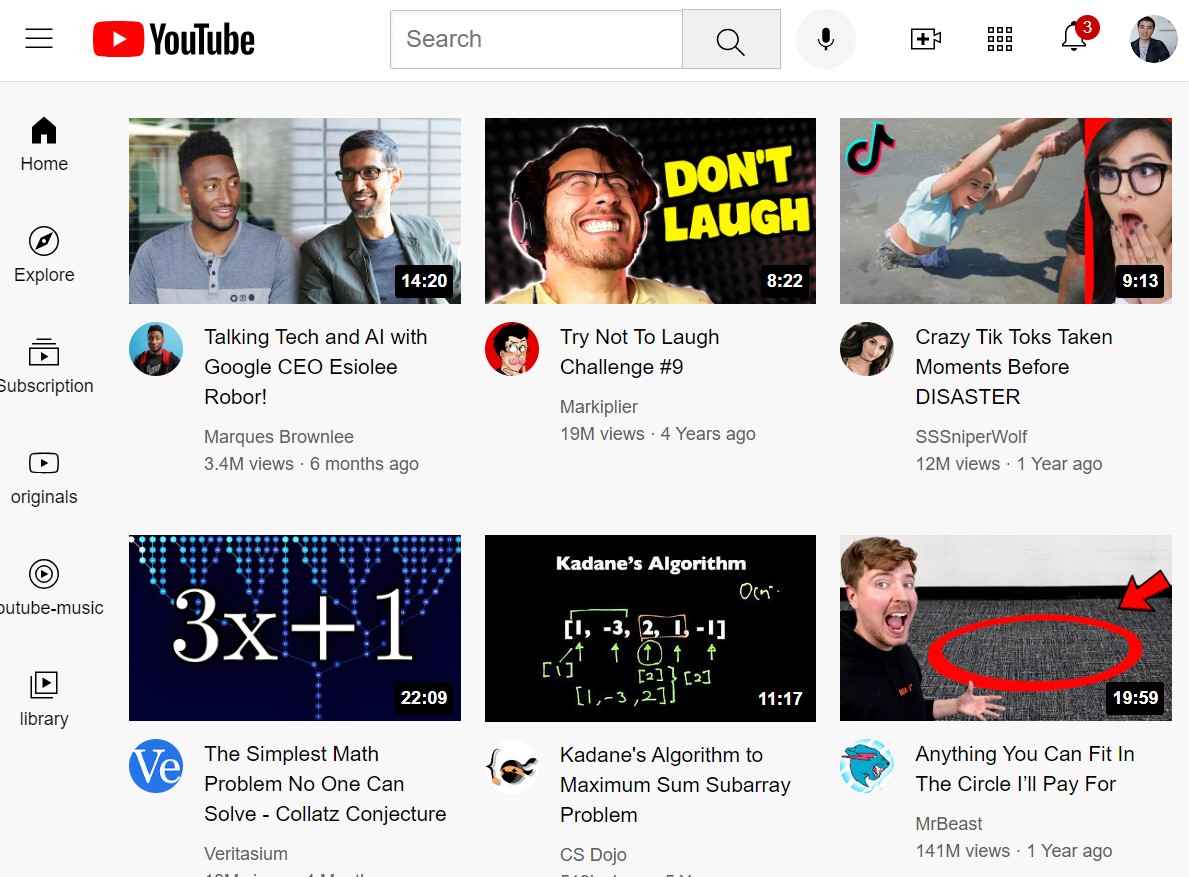 YouTube
Search
3
Home
Explore
Subscription
originals
outube-music
library
14:20
Talking Tech and AI with
Google CEO Esiolee
Robor!
Marques Brownlee
3.4M views · 6 months ago
DON'T
LAUGH
8:22
Try Not To Laugh
Challenge #9
Markiplier
19M views · 4 Years ago
9:13
Crazy Tik Toks Taken
Moments Before
DISASTER
SSSniperWolf
12M views · 1 Year ago
3x+1
22:09
Ve
The Simplest Math
Problem No One Can
Solve - Collatz Conjecture
Veritasium
Kadane's Algorithm
[1, -3, 2, 1, -1]
[1] [2] [2]
[1,-3,2]
11:17
Kadane's Algorithm to
Maximum Sum Subarray
Problem
CS Dojo
19:59
Anything You Can Fit In
The Circle I’ll Pay For
MrBeast
141M views · 1 Year ago